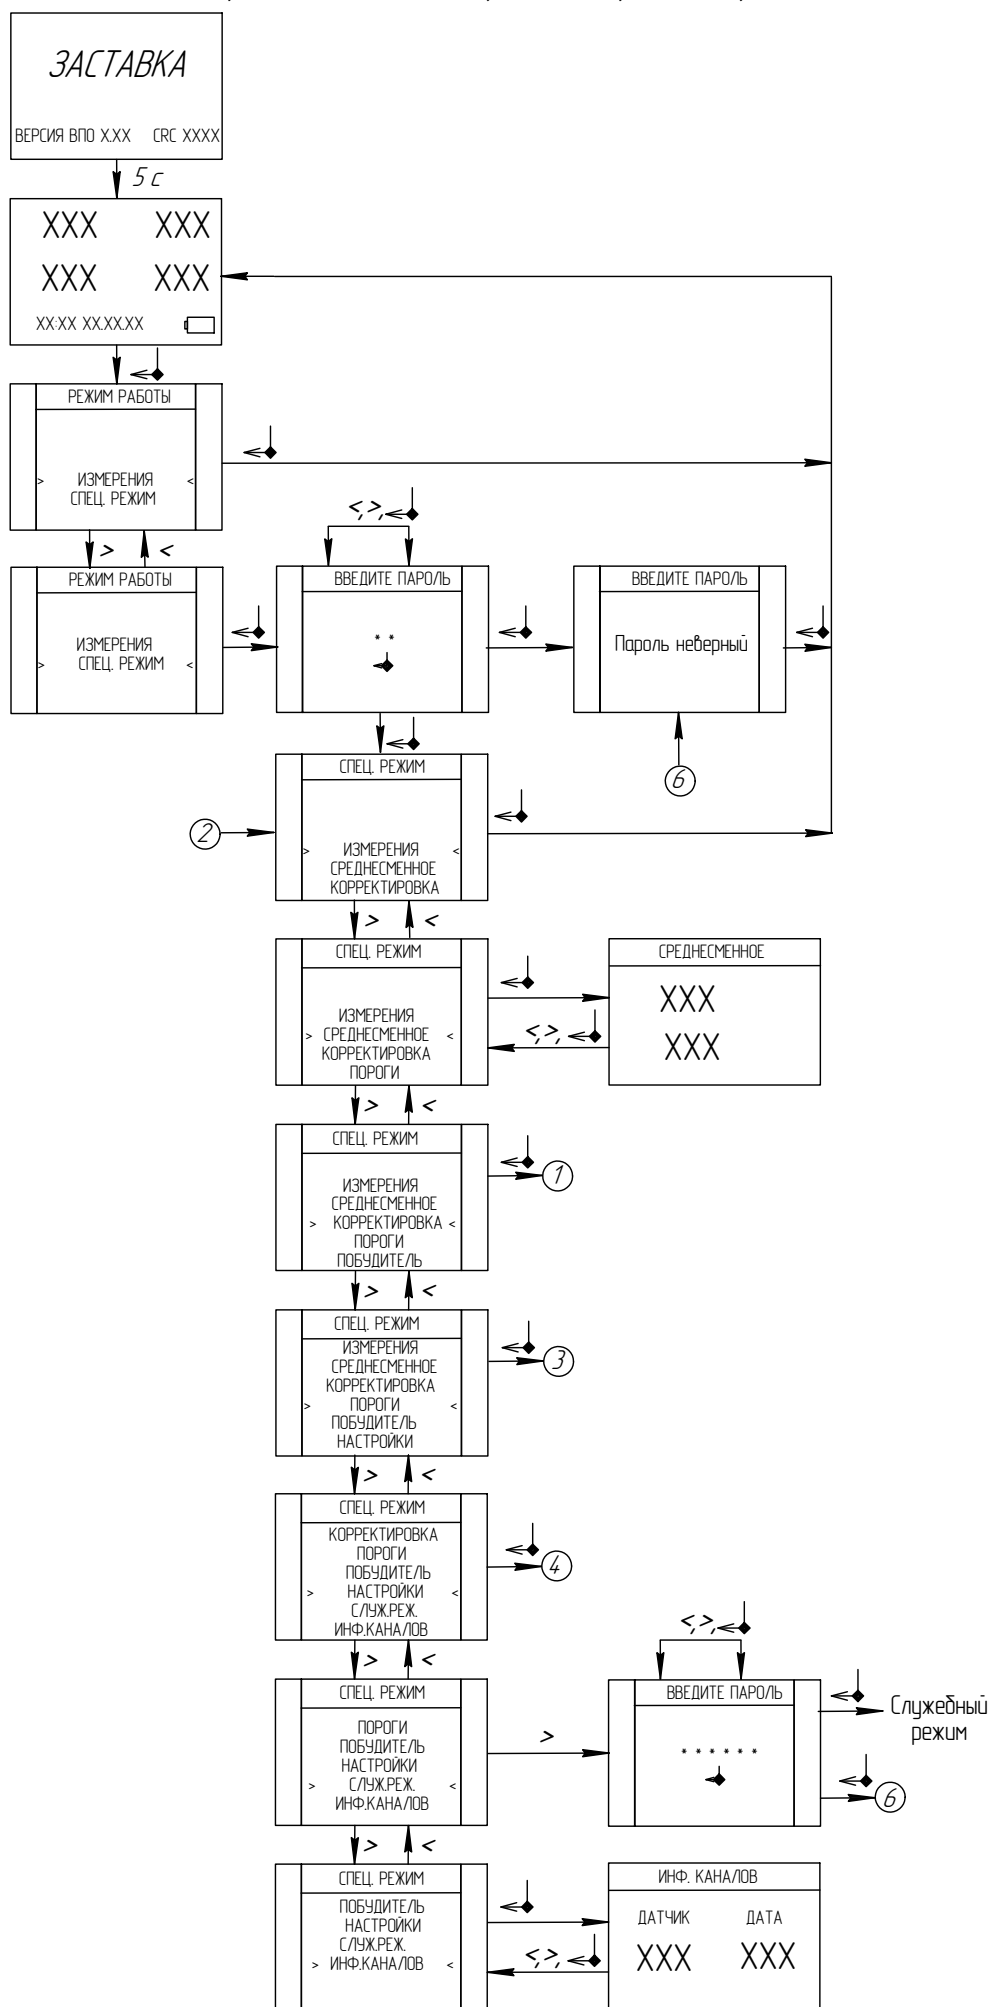 ЗАСТАВКА
ВЕРСИЯ ВПО Х.ХХ CRC XXXX
5 с
XXX XXX
XXX XXX
XX:XX XX.XX.XX
РЕЖИМ РАБОТЫ
> ИЗМЕРЕНИЯ <
СПЕЦ. РЕЖИМ
> <
РЕЖИМ РАБОТЫ
ИЗМЕРЕНИЯ
> СПЕЦ. РЕЖИМ <
<,>,
ВВЕДИТЕ ПАРОЛЬ
* *
ВВЕДИТЕ ПАРОЛЬ
Пароль неверный
6
2
СПЕЦ. РЕЖИМ
> ИЗМЕРЕНИЯ <
СРЕДНЕСМЕННОЕ
КОРРЕКТИРОВКА
> <
СПЕЦ. РЕЖИМ
ИЗМЕРЕНИЯ
> СРЕДНЕСМЕННОЕ <
КОРРЕКТИРОВКА
ПОРОГИ
<,>,
СРЕДНЕСМЕННОЕ
XXX
XXX
> <
СПЕЦ. РЕЖИМ
ИЗМЕРЕНИЯ
СРЕДНЕСМЕННОЕ
> КОРРЕКТИРОВКА <
ПОРОГИ
ПОБУДИТЕЛЬ
1
> <
СПЕЦ. РЕЖИМ
ИЗМЕРЕНИЯ
СРЕДНЕСМЕННОЕ
КОРРЕКТИРОВКА
> ПОРОГИ <
ПОБУДИТЕЛЬ
НАСТРОЙКИ
3
> <
СПЕЦ. РЕЖИМ
КОРРЕКТИРОВКА
ПОРОГИ
ПОБУДИТЕЛЬ
> НАСТРОЙКИ <
СЛУЖ.РЕЖ.
ИНФ.КАНАЛОВ
4
> <
СПЕЦ. РЕЖИМ
ПОРОГИ
ПОБУДИТЕЛЬ
НАСТРОЙКИ
> СЛУЖ.РЕЖ. <
ИНФ.КАНАЛОВ
>
<,>,
ВВЕДИТЕ ПАРОЛЬ
* * * * * *
Служебный
режим
6
> <
СПЕЦ. РЕЖИМ
ПОБУДИТЕЛЬ
НАСТРОЙКИ
СЛУЖ.РЕЖ.
> ИНФ.КАНАЛОВ <
<,>,
ИНФ. КАНАЛОВ
ДАТЧИК ДАТА
XXX XXX